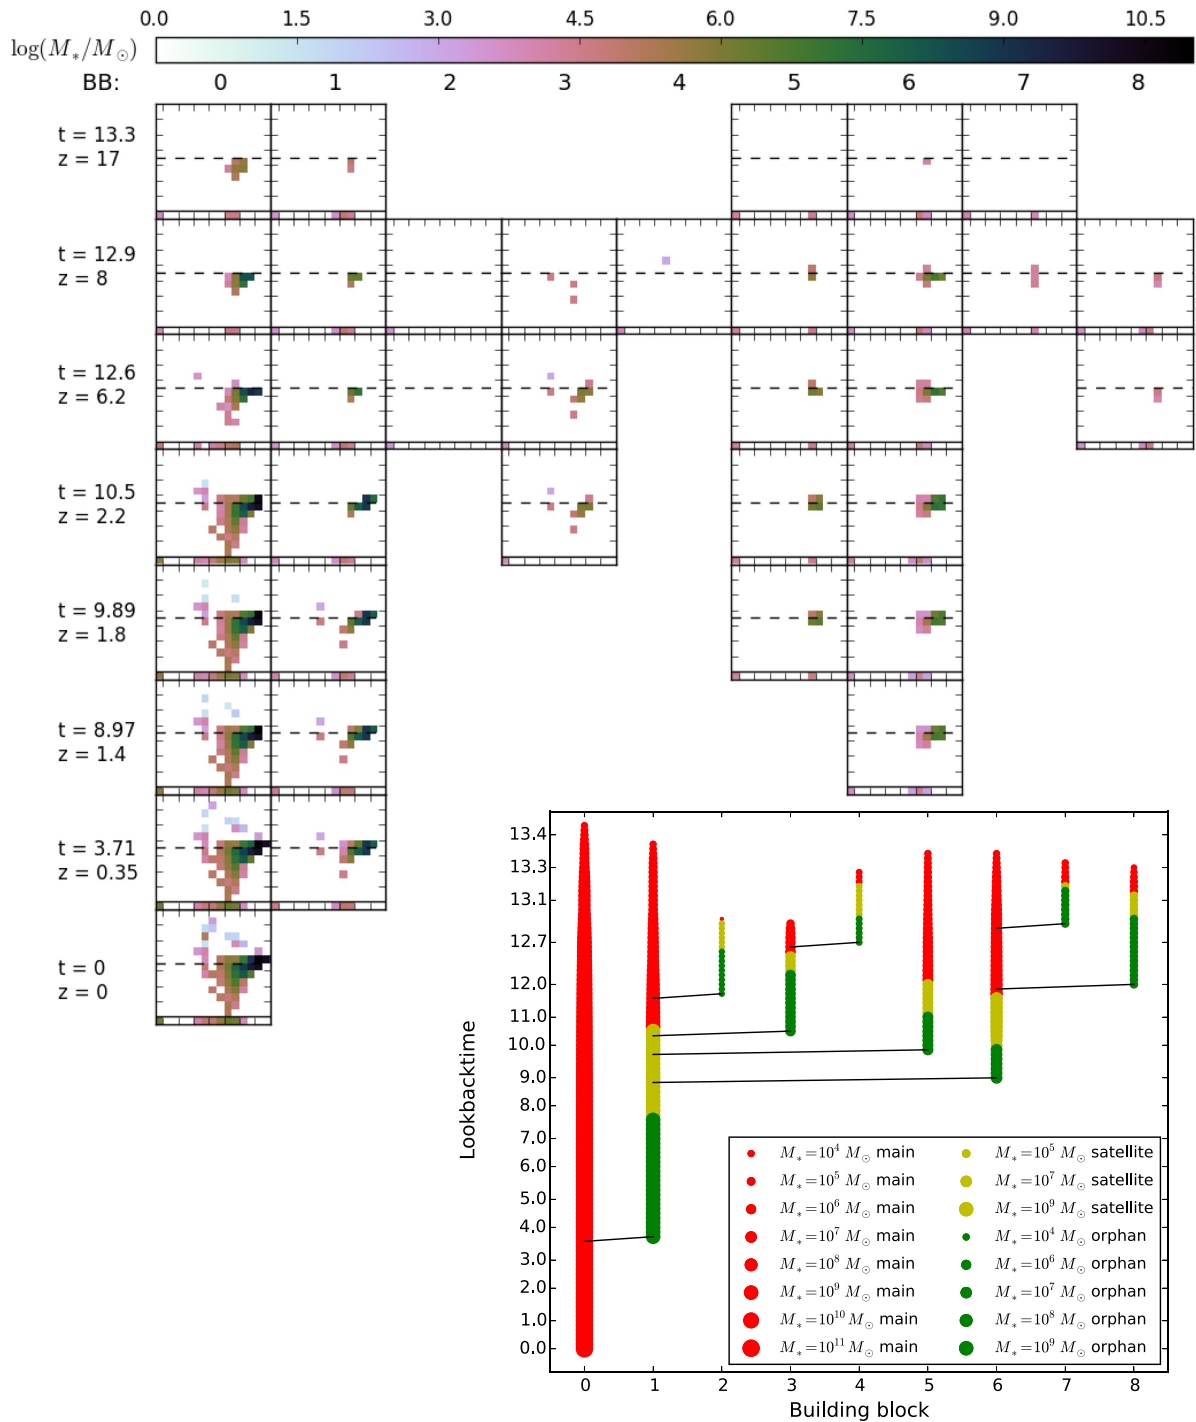 0.0 1.5 3.0 4.5 6.0 7.5 9.0 10.5
log(M*/M☉)
BB: 0 1 2 3 4 5 6 7 8
t = 13.3
z = 17
t = 12.9
z = 8
t = 12.6
z = 6.2
t = 10.5
z = 2.2
t = 9.89
z = 1.8
t = 8.97
z = 1.4
t = 3.71
z = 0.35
t = 0
z = 0
13.4
13.3
13.1
12.7
12.0
11.0
10.0
9.0
8.0
7.0
6.0
5.0
4.0
3.0
2.0
1.0
0.0
Lookbacktime
M*=10^4 M☉ main
M*=10^5 M☉ main
M*=10^6 M☉ main
M*=10^7 M☉ main
M*=10^8 M☉ main
M*=10^9 M☉ main
M*=10^10 M☉ main
M*=10^11 M☉ main
M*=10^5 M☉ satellite
M*=10^7 M☉ satellite
M*=10^9 M☉ satellite
M*=10^4 M☉ orphan
M*=10^6 M☉ orphan
M*=10^7 M☉ orphan
M*=10^8 M☉ orphan
M*=10^9 M☉ orphan
0 1 2 3 4 5 6 7 8
Building block